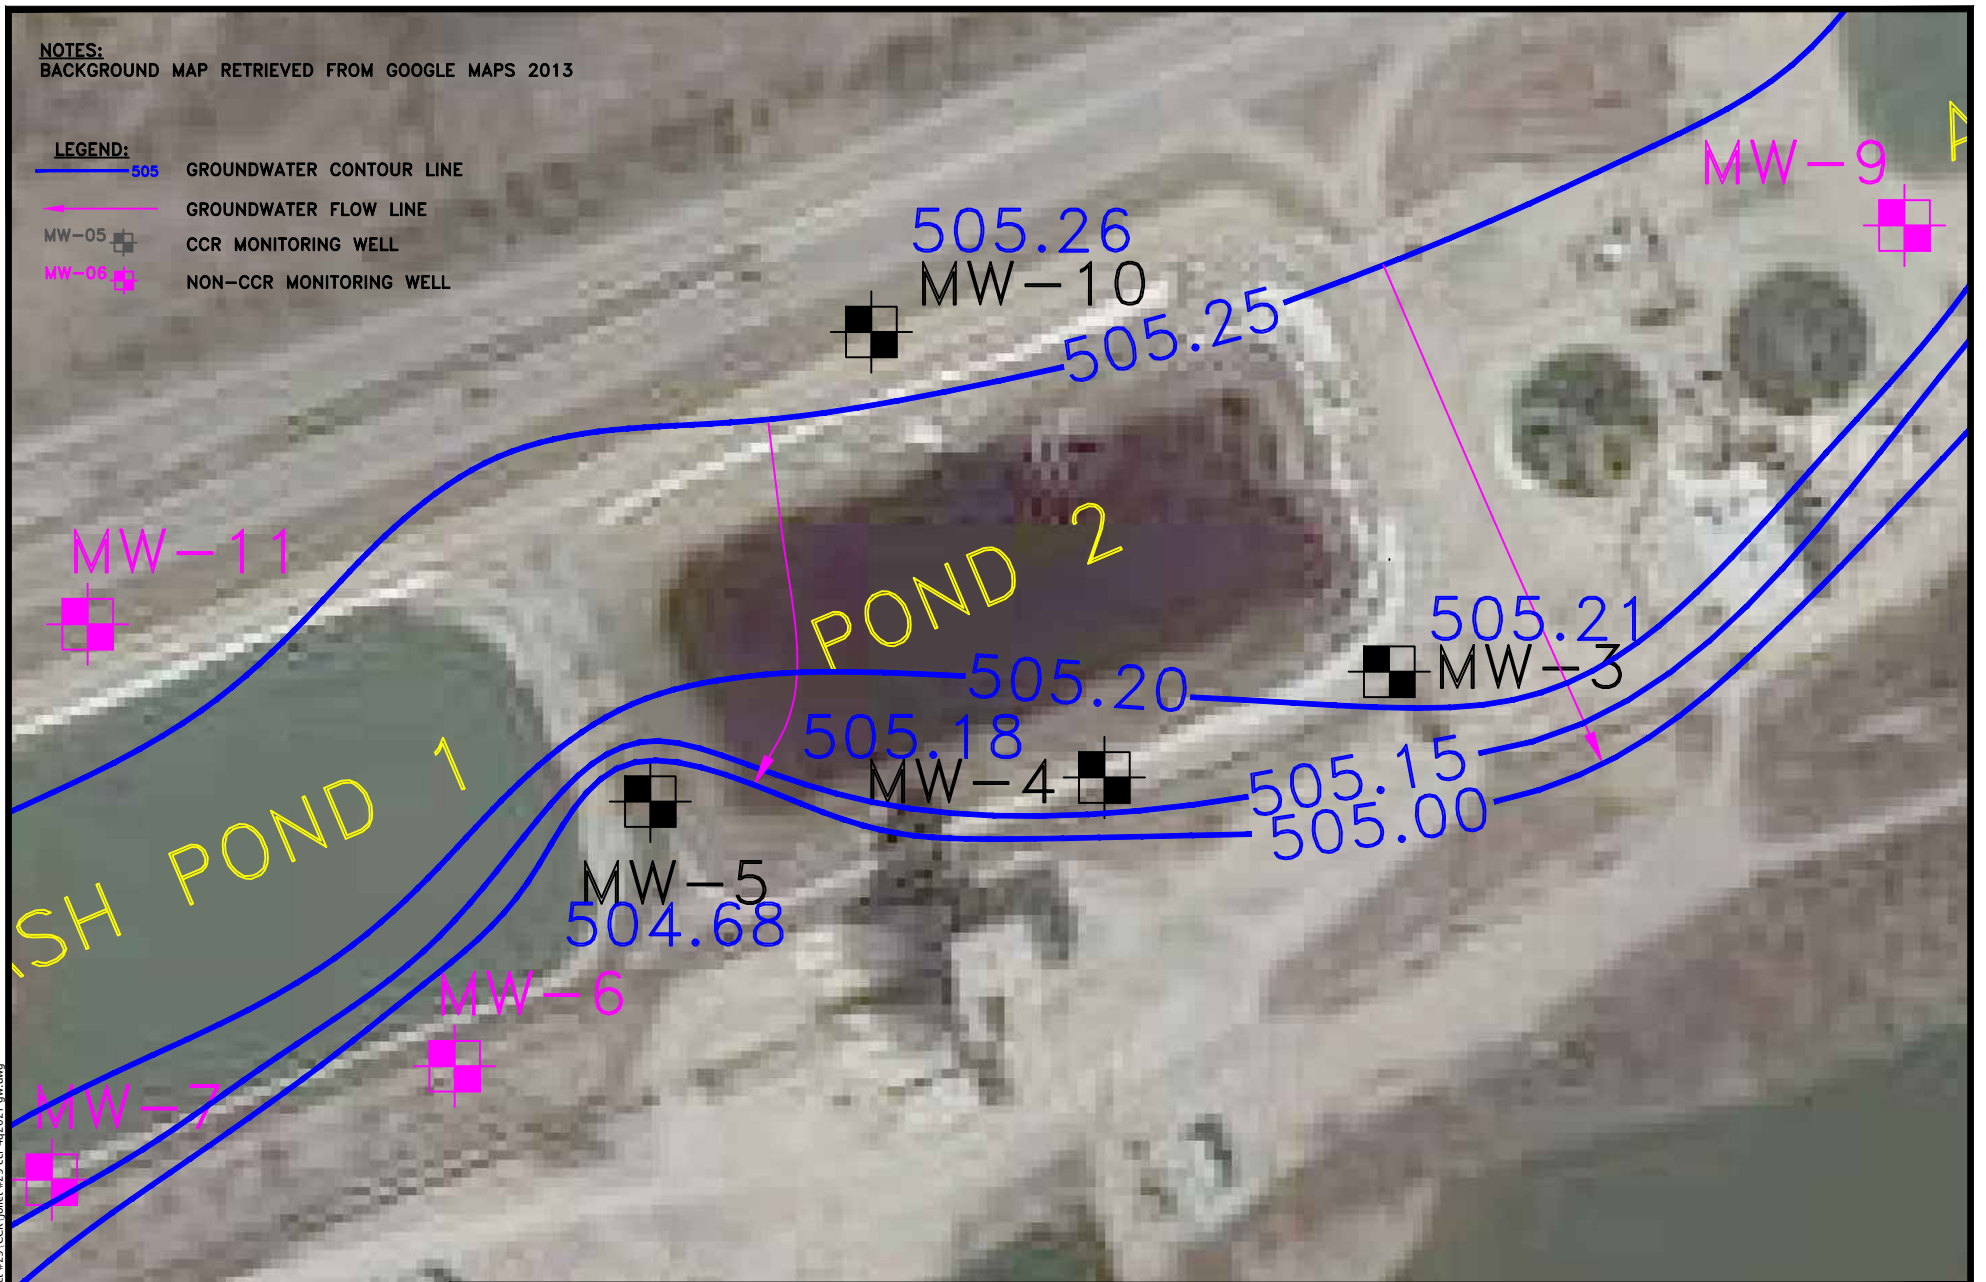 NOTES:
BACKGROUND MAP RETRIEVED FROM GOOGLE MAPS 2013
LEGEND:
505 GROUNDWATER CONTOUR LINE
GROUNDWATER FLOW LINE
MW-05 CCR MONITORING WELL
MW-06 NON-CCR MONITORING WELL
MW-9
505.26
MW-10
505.25
MW-11
POND 2
505.21
MW-3
505.20
505.18
MW-4
505.15
505.00
SH POND 1
MW-5
504.68
MW-6
MW-7